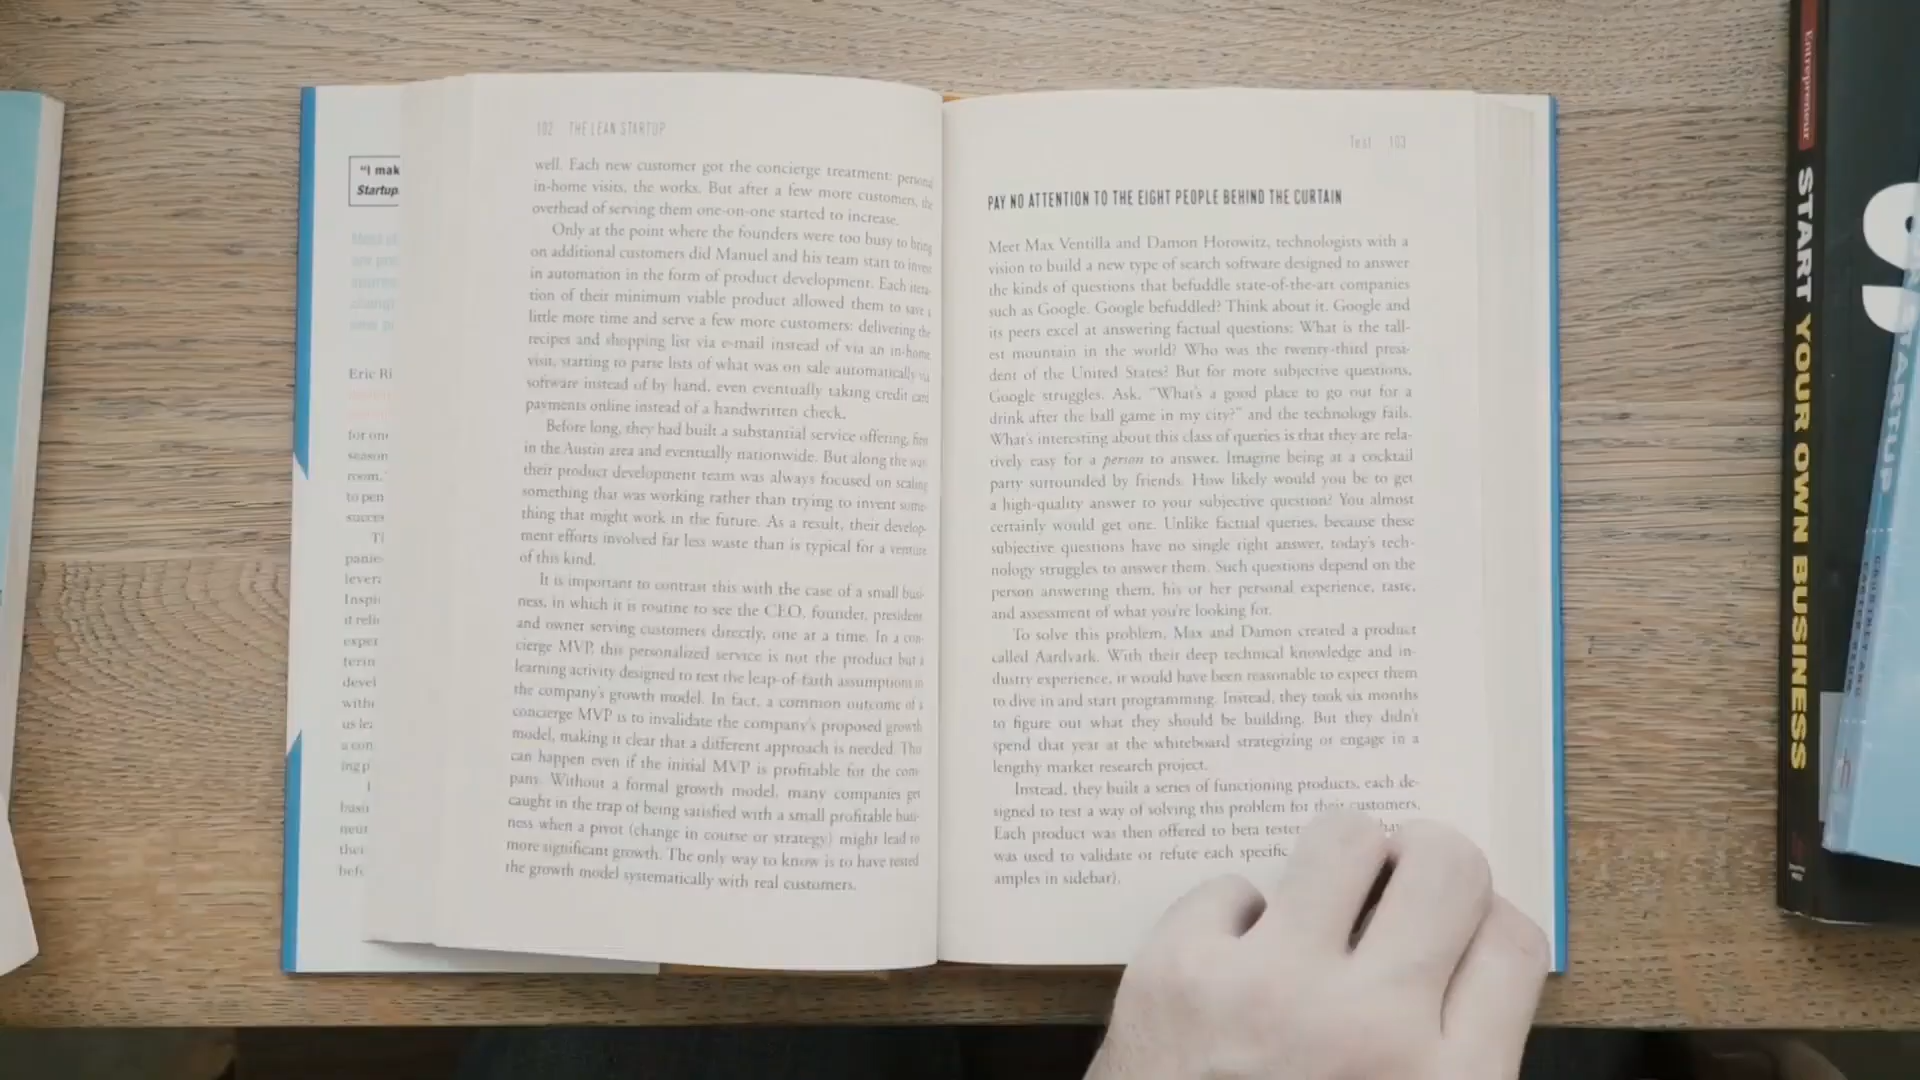 "I mak
Startup
Eric Ri
for one
season
room."
to pen
succes
panie
levera
Inspi
it reli
exper
term
devel
witho
us lea
a con
ing p
102 THE LEAN STARTUP
well. Each new customer got the concierge treatment: personal
in-home visits, the works. But after a few more customers, the
overhead of serving them one-on-one started to increase.
Only at the point where the founders were too busy to bring
on additional customers did Manuel and his team start to invest
in automation in the form of product development. Each itera-
tion of their minimum viable product allowed them to save a
little more time and serve a few more customers: delivering the
recipes and shopping list via e-mail instead of via an in-home
visit, starting to parse lists of what was on sale automatically via
software instead of by hand, even eventually taking credit card
payments online instead of a handwritten check.
Before long, they had built a substantial service offering, first
in the Austin area and eventually nationwide. But along the way,
their product development team was always focused on scaling
something that was working rather than trying to invent some-
thing that might work in the future. As a result, their develop-
ment efforts involved far less waste than is typical for a venture
of this kind.
It is important to contrast this with the case of a small busi-
ness, in which it is routine to see the CEO, founder, president
and owner serving customers directly, one at a time. In a con-
cierge MVP, this personalized service is not the product but a
learning activity designed to test the leap-of-faith assumptions in
the company's growth model. In fact, a common outcome of a
concierge MVP is to invalidate the company's proposed growth
model, making it clear that a different approach is needed. This
can happen even if the initial MVP is profitable for the com-
pany. Without a formal growth model, many companies get
caught in the trap of being satisfied with a small profitable busi-
ness when a pivot (change in course or strategy) might lead to
more significant growth. The only way to know is to have tested
the growth model systematically with real customers.
Test 103
PAY NO ATTENTION TO THE EIGHT PEOPLE BEHIND THE CURTAIN
Meet Max Ventilla and Damon Horowitz, technologists with a
vision to build a new type of search software designed to answer
the kinds of questions that befuddle state-of-the-art companies
such as Google. Google befuddled? Think about it. Google and
its peers excel at answering factual questions: What is the tall-
est mountain in the world? Who was the twenty-third presi-
dent of the United States? But for more subjective questions,
Google struggles. Ask, "What's a good place to go out for a
drink after the ball game in my city?" and the technology fails.
What's interesting about this class of queries is that they are rela-
tively easy for a person to answer. Imagine being at a cocktail
party surrounded by friends. How likely would you be to get
a high-quality answer to your subjective question? You almost
certainly would get one. Unlike factual queries, because these
subjective questions have no single right answer, today's tech-
nology struggles to answer them. Such questions depend on the
person answering them, his or her personal experience, taste,
and assessment of what you're looking for.
To solve this problem, Max and Damon created a product
called Aardvark. With their deep technical knowledge and in-
dustry experience, it would have been reasonable to expect them
to dive in and start programming. Instead, they took six months
to figure out what they should be building. But they didn't
spend that year at the whiteboard strategizing or engage in a
lengthy market research project.
Instead, they built a series of functioning products, each de-
signed to test a way of solving this problem for their customers.
Each product was then offered to beta tester
was used to validate or refute each specific
amples in sidebar).
Entrepreneur
START YOUR OWN BUSINESS
STARTUP